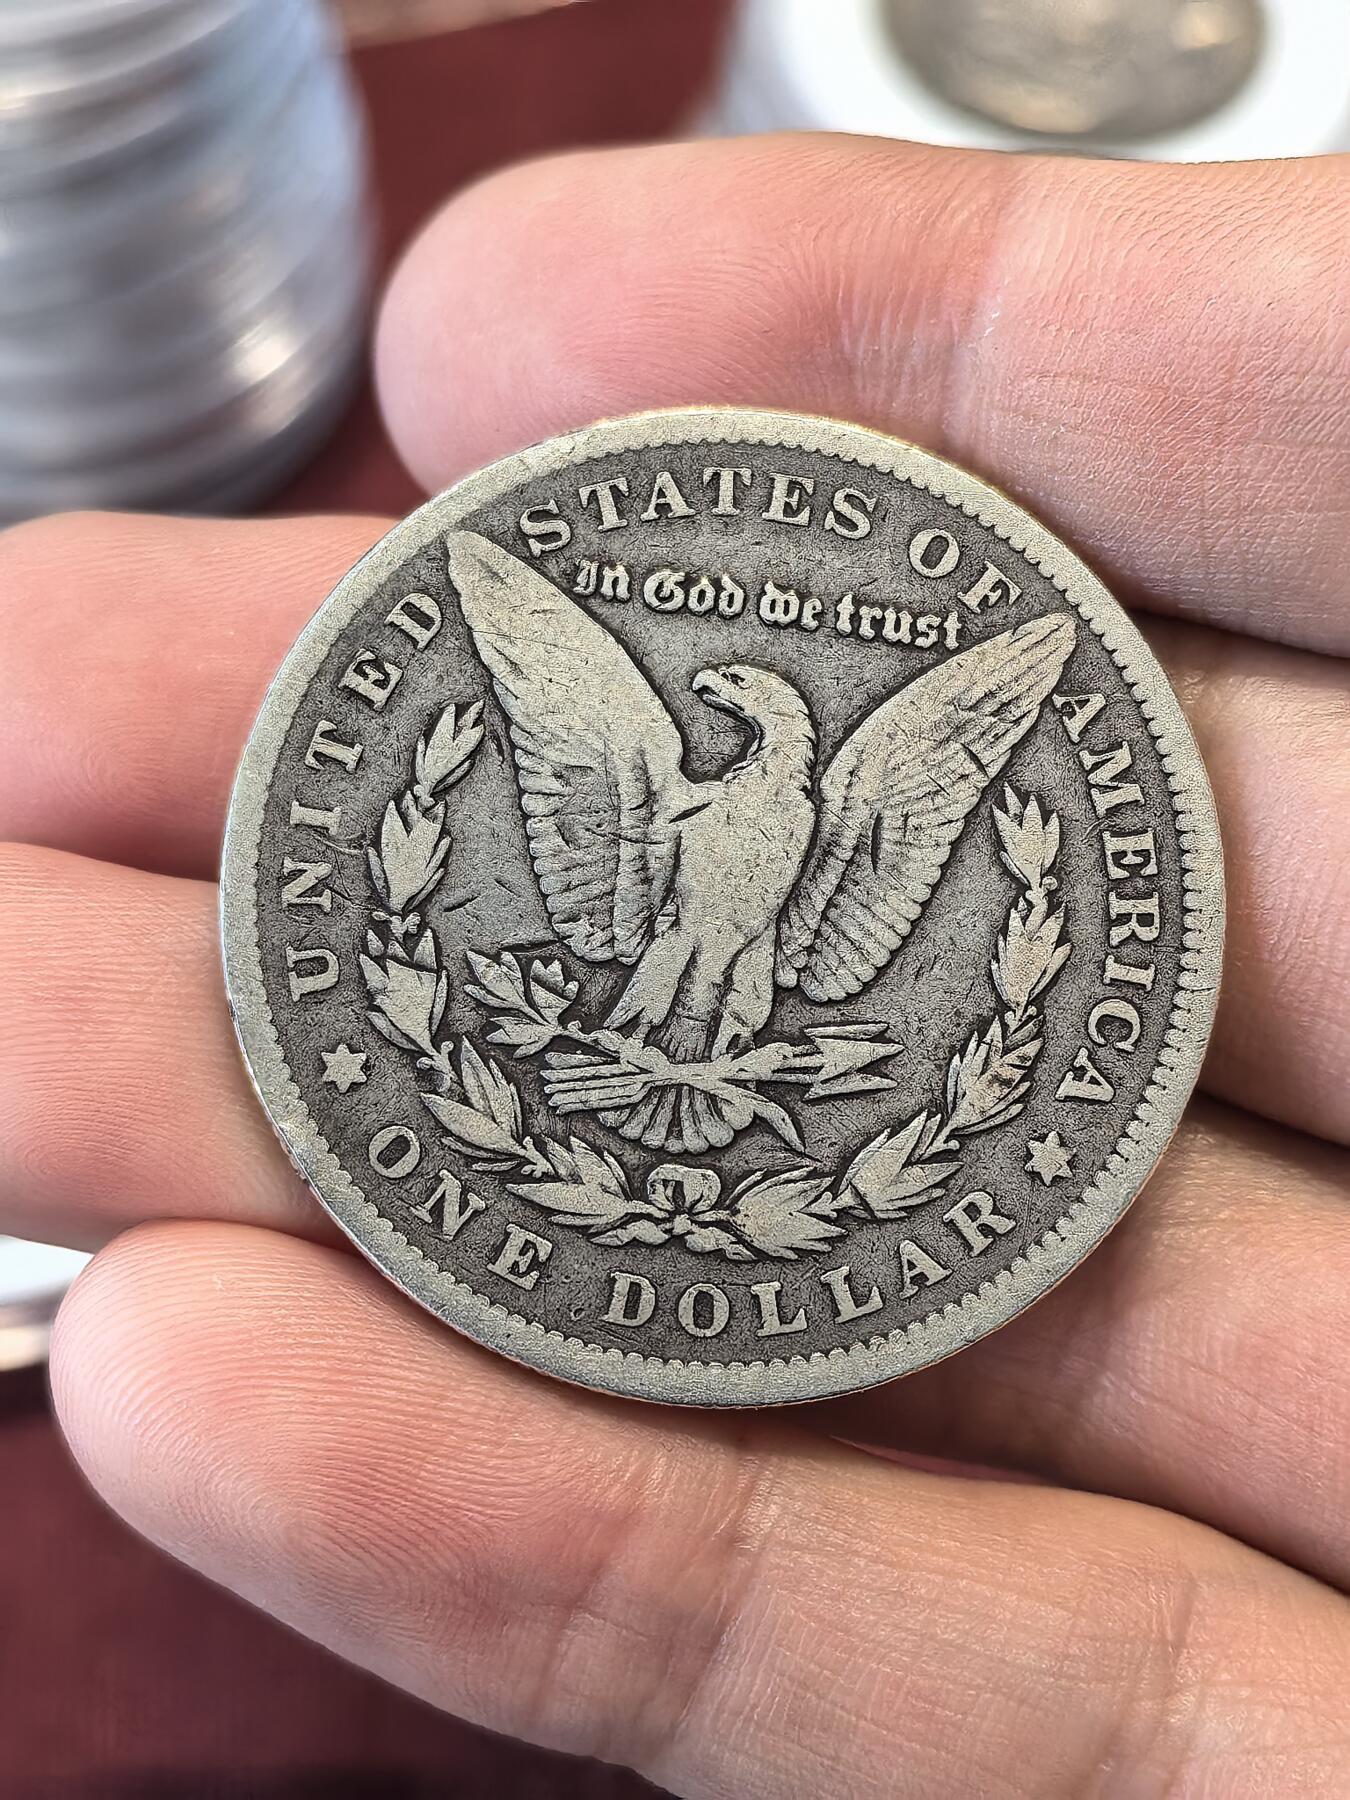 UNITED STATES OF AMERICA
In God we trust
ONE DOLLAR